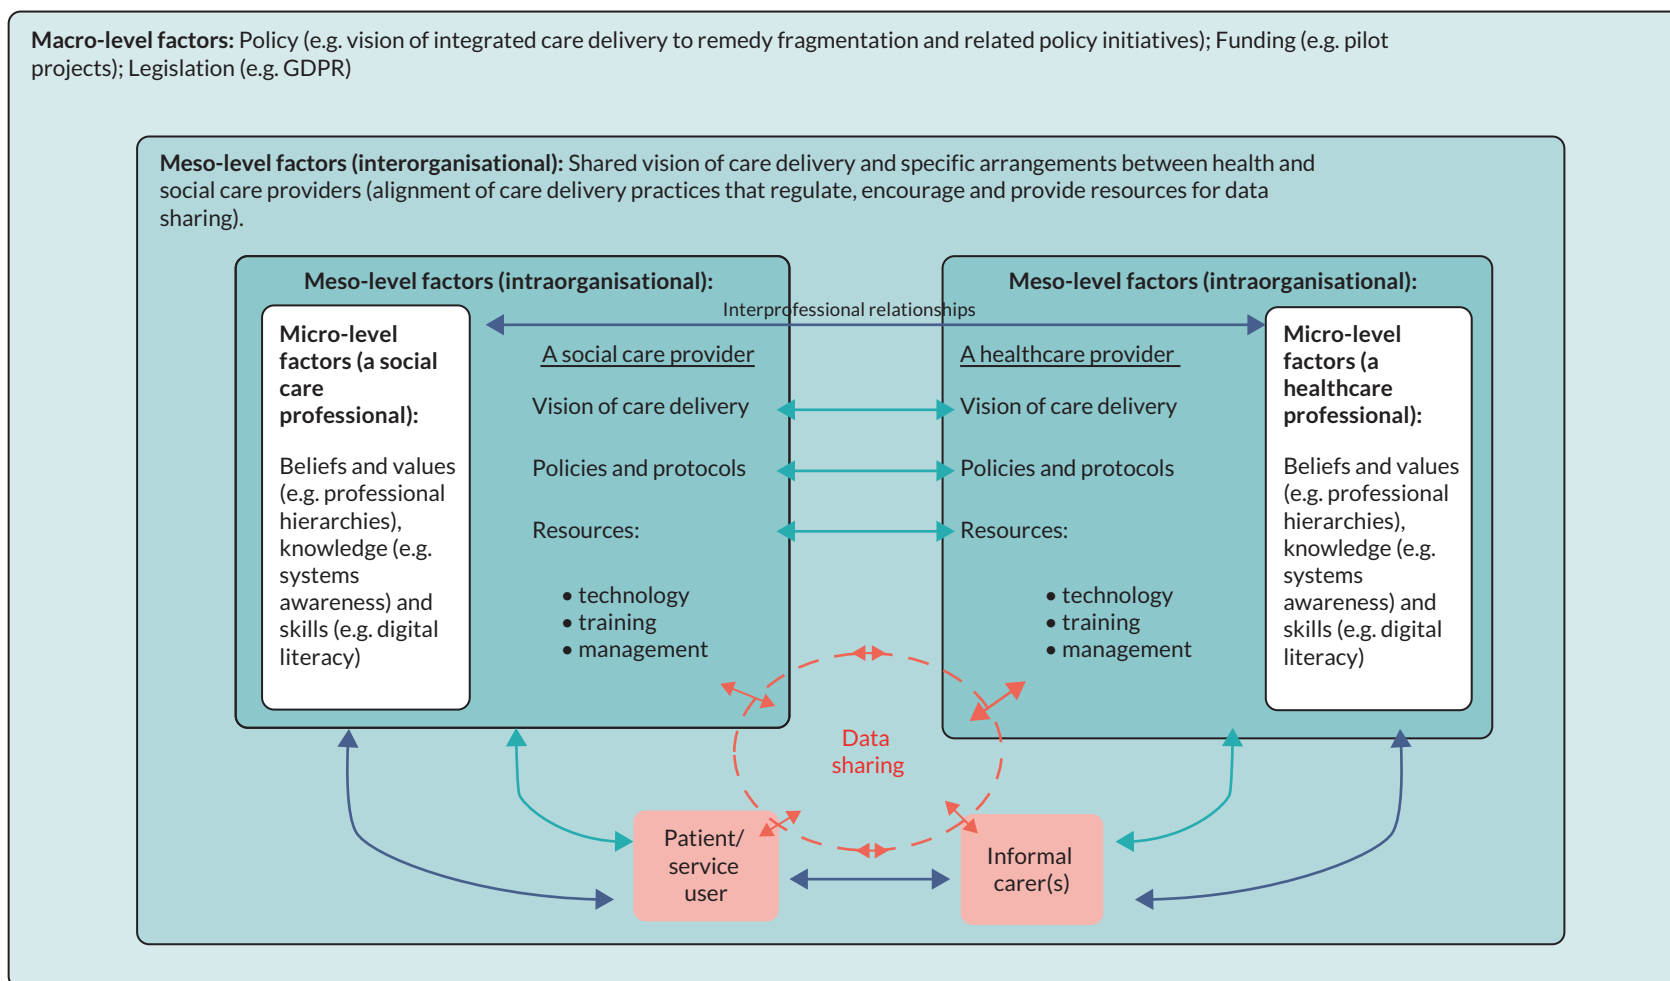 Macro-level factors: Policy (e.g. vision of integrated care delivery to remedy fragmentation and related policy initiatives); Funding (e.g. pilot
projects); Legislation (e.g. GDPR)
Meso-level factors (interorganisational): Shared vision of care delivery and specific arrangements between health and
social care providers (alignment of care delivery practices that regulate, encourage and provide resources for data
sharing).
Meso-level factors (intraorganisational):
Micro-level
factors (a social
care
professional):
Beliefs and values
(e.g. professional
hierarchies),
knowledge (e.g.
systems
awareness) and
skills (e.g. digital
literacy)
Interprofessional relationships
A social care provider
Vision of care delivery
Policies and protocols
Resources:
• technology
• training
• management
Meso-level factors (intraorganisational):
A healthcare provider
Vision of care delivery
Policies and protocols
Resources:
• technology
• training
• management
Micro-level
factors (a
healthcare
professional):
Beliefs and values
(e.g. professional
hierarchies),
knowledge (e.g.
systems
awareness) and
skills (e.g. digital
literacy)
Data
sharing
Patient/
service
user
Informal
carer(s)